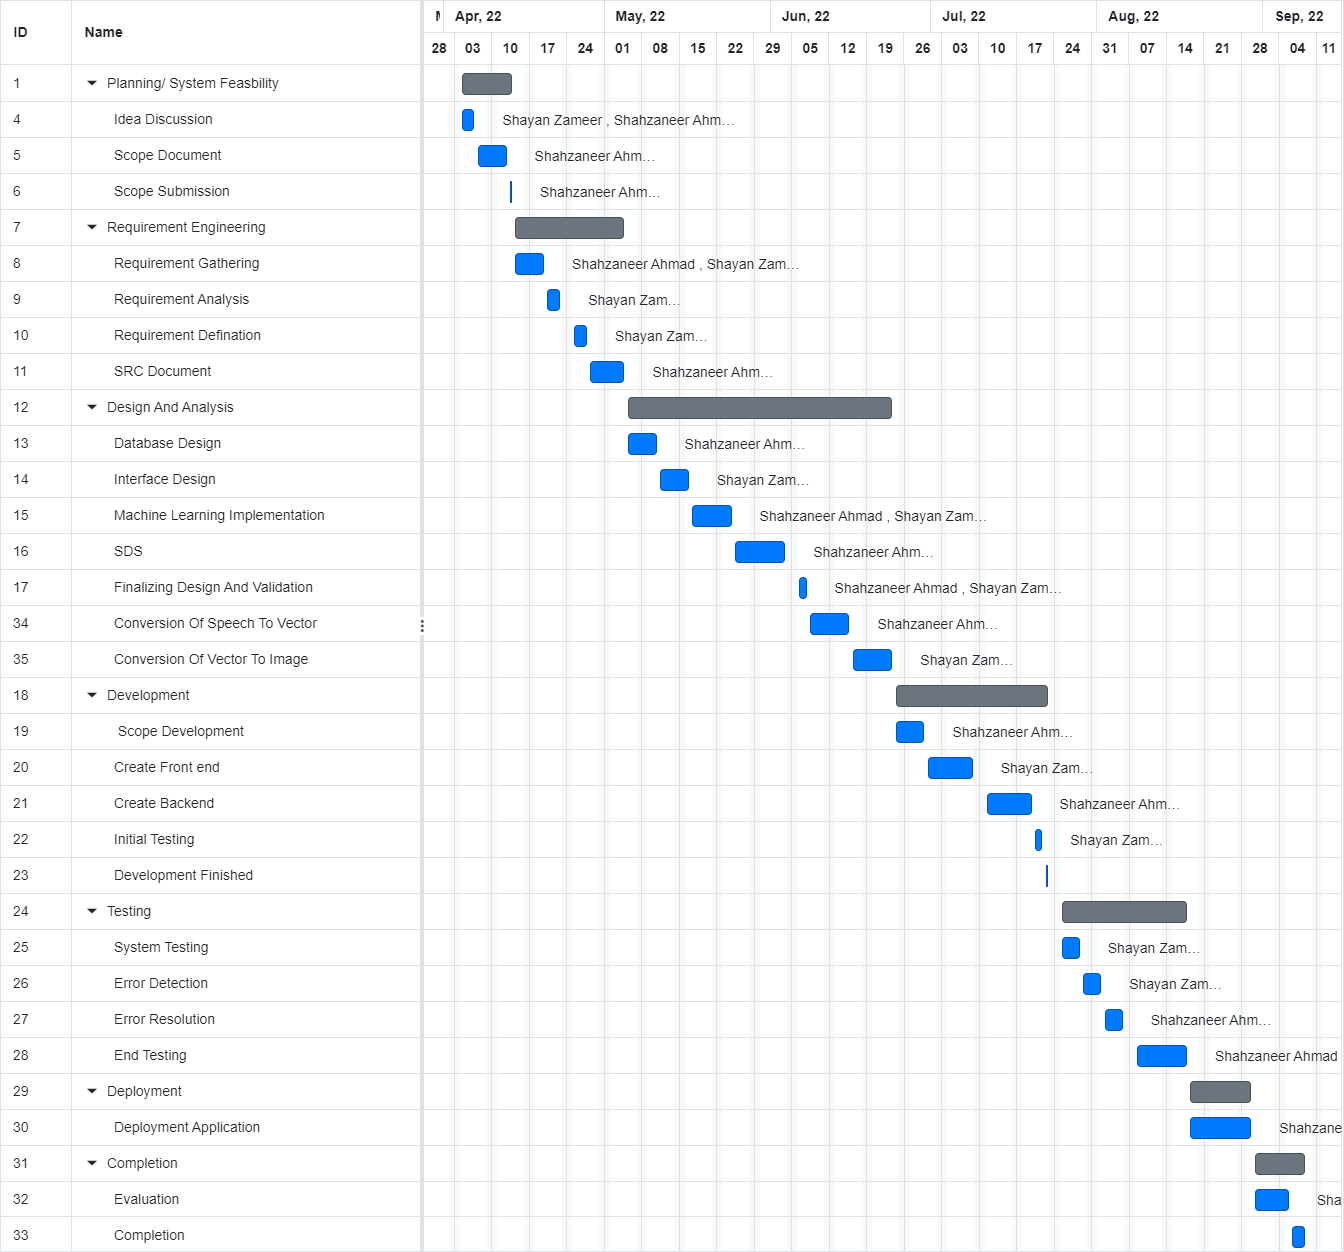 ID Name Apr, 22 May, 22 Jun, 22 Jul, 22 Aug, 22 Sep, 22
28 03 10 17 24 01 08 15 22 29 05 12 19 26 03 10 17 24 31 07 14 21 28 04 11
1 Planning/ System Feasbility
4 Idea Discussion Shayan Zameer , Shahzaneer Ahm...
5 Scope Document Shahzaneer Ahm...
6 Scope Submission Shahzaneer Ahm...
7 Requirement Engineering
8 Requirement Gathering Shahzaneer Ahmad , Shayan Zam...
9 Requirement Analysis Shayan Zam...
10 Requirement Defination Shayan Zam...
11 SRC Document Shahzaneer Ahm...
12 Design And Analysis
13 Database Design Shahzaneer Ahm...
14 Interface Design Shayan Zam...
15 Machine Learning Implementation Shahzaneer Ahmad , Shayan Zam...
16 SDS Shahzaneer Ahm...
17 Finalizing Design And Validation Shahzaneer Ahmad , Shayan Zam...
34 Conversion Of Speech To Vector Shahzaneer Ahm...
35 Conversion Of Vector To Image Shayan Zam...
18 Development
19 Scope Development Shahzaneer Ahm...
20 Create Front end Shayan Zam...
21 Create Backend Shahzaneer Ahm...
22 Initial Testing Shayan Zam...
23 Development Finished
24 Testing
25 System Testing Shayan Zam...
26 Error Detection Shayan Zam...
27 Error Resolution Shahzaneer Ahm...
28 End Testing Shahzaneer Ahmad
29 Deployment
30 Deployment Application Shahzane
31 Completion
32 Evaluation Sha
33 Completion